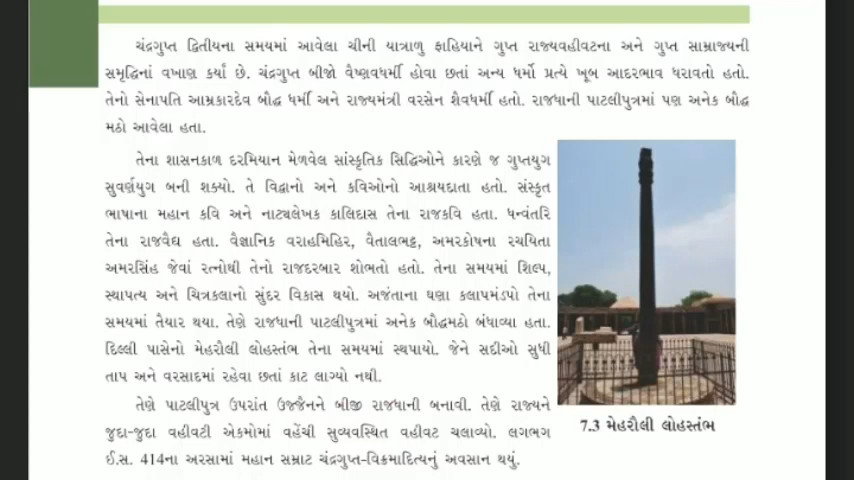 ચંદ્રગુપ્ત દ્વિતીયના સમયમાં આવેલા ચીની યાત્રાળુ ફાહિયાને ગુપ્ત રાજ્યવહીવટના અને ગુપ્ત સામ્રાજ્યની
સમૃદ્ધિનાં વખાણ કર્યાં છે. ચંદ્રગુપ્ત બીજો વૈષ્ણવધર્મી હોવા છતાં અન્ય ધર્મો પ્રત્યે ખૂબ આદરભાવ ધરાવતો હતો.
તેનો સેનાપતિ આમ્રકારદેવ બૌદ્ધ ધર્મી અને રાજ્યમંત્રી વરસેન શૈવધર્મી હતો. રાજધાની પાટલીપુત્રમાં પણ અનેક બૌદ્ધ
મઠો આવેલા હતા.
તેના શાસનકાળ દરમિયાન મેળવેલ સાંસ્કૃતિક સિદ્ધિઓને કારણે જ ગુપ્તયુગ
સુવર્ણયુગ બની શક્યો. તે વિદ્વાનો અને કવિઓનો આશ્રયદાતા હતો. સંસ્કૃત
ભાષાના મહાન કવિ અને નાટ્યલેખક કાલિદાસ તેના રાજકવિ હતા. ધન્વંતરિ
તેના રાજવૈદ્ય હતા. વૈજ્ઞાનિક વરાહમિહિર, વૈતાલભટ્ટ, અમરકોષના રચયિતા
અમરસિંહ જેવાં રત્નોથી તેનો રાજદરબાર શોભતો હતો. તેના સમયમાં શિલ્પ,
સ્થાપત્ય અને ચિત્રકલાનો સુંદર વિકાસ થયો. અજંતાના ઘણા કલામંડપો તેના
સમયમાં તૈયાર થયા. તેણે રાજધાની પાટલીપુત્રમાં અનેક બૌદ્ધમઠો બંધાવ્યા હતા.
દિલ્લી પાસેનો મેહરૌલી લોહસ્તંભ તેના સમયમાં સ્થપાયો. જેને સદીઓ સુધી
તાપ અને વરસાદમાં રહેવા છતાં કાટ લાગ્યો નથી.
7.3 મેહરૌલી લોહસ્તંભ
તેણે પાટલીપુત્ર ઉપરાંત ઉજ્જૈનને બીજી રાજધાની બનાવી. તેણે રાજ્યને
જુદા-જુદા વહીવટી એકમોમાં વહેંચી સુવ્યવસ્થિત વહીવટ ચલાવ્યો. લગભગ
ઈ.સ. 414ના અરસામાં મહાન સમ્રાટ ચંદ્રગુપ્ત-વિક્રમાદિત્યનું અવસાન થયું.